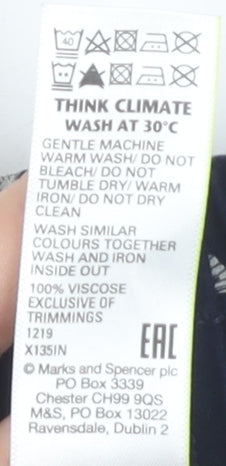 40
THINK CLIMATE
WASH AT 30°C
GENTLE MACHINE
WARM WASH/ DO NOT
BLEACH/ DO NOT
TUMBLE DRY/ WARM
IRON/ DO NOT DRY
CLEAN
WASH SIMILAR
COLOURS TOGETHER
WASH AND IRON
INSIDE OUT
100% VISCOSE
EXCLUSIVE OF
TRIMMINGS
1219
X135IN
EAC
© Marks and Spencer plc
PO Box 3339
Chester CH99 9QS
M&S, PO Box 13022
Ravensdale, Dublin 2